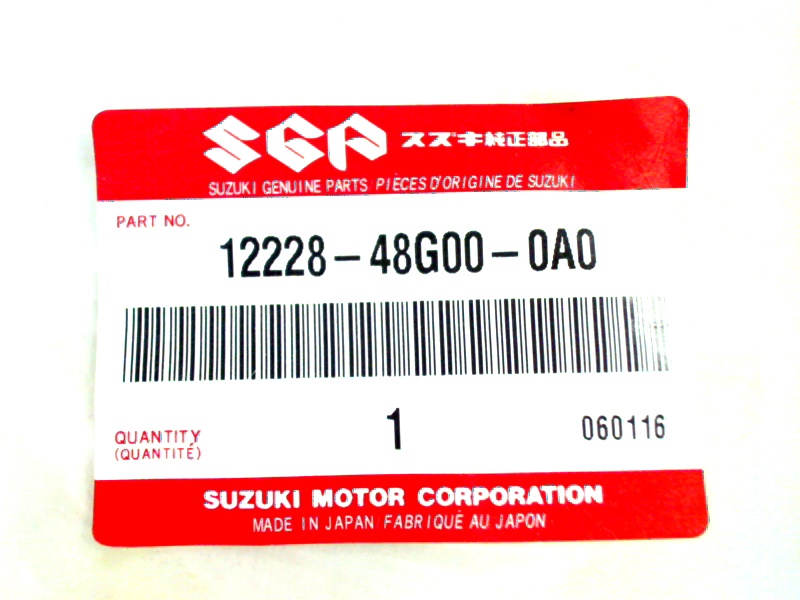 SGP スズキ純正部品
SUZUKI GENUINE PARTS PIÈCES D'ORIGINE DE SUZUKI
PART NO.
12228-48G00-0A0
QUANTITY 1 060116
(QUANTITÉ)
SUZUKI MOTOR CORPORATION
MADE IN JAPAN FABRIQUÉ AU JAPON